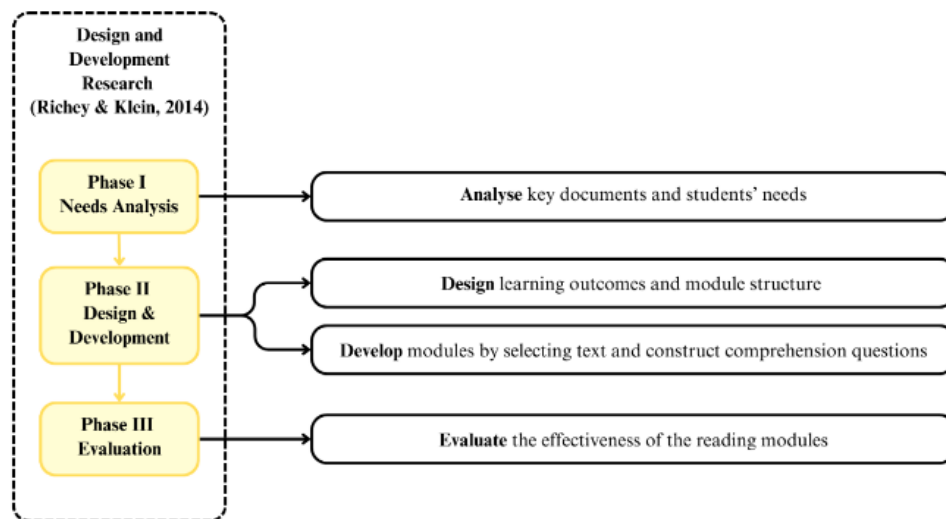 Design and
Development
Research
(Richey & Klein, 2014)
Phase I
Needs Analysis
Analyse key documents and students' needs
Phase II
Design &
Development
Design learning outcomes and module structure
Develop modules by selecting text and construct comprehension questions
Phase III
Evaluation
Evaluate the effectiveness of the reading modules